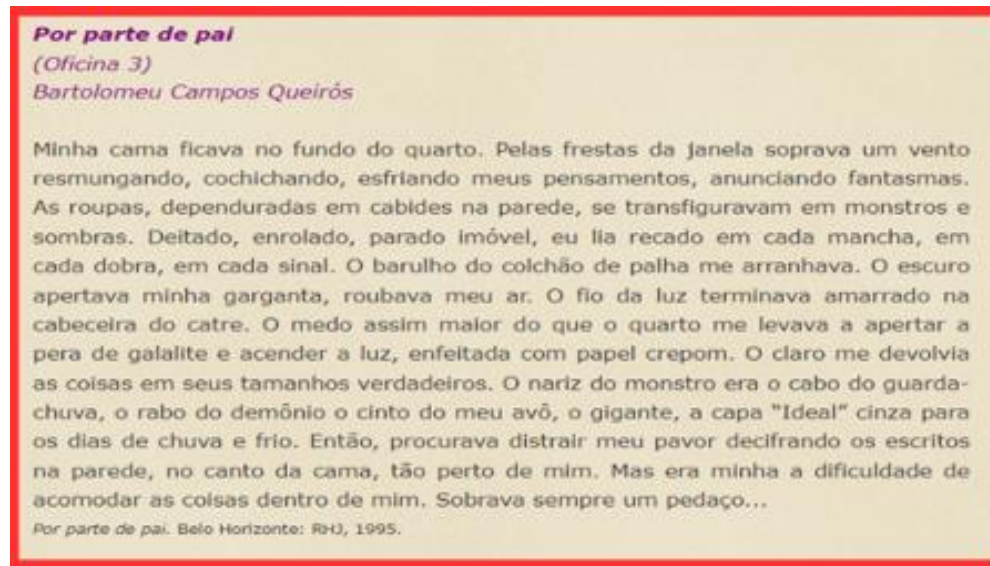 Por parte de pai
(Oficina 3)
Bartolomeu Campos Queirós
Minha cama ficava no fundo do quarto. Pelas frestas da janela soprava um vento
resmungando, cochichando, esfriando meus pensamentos, anunciando fantasmas.
As roupas, dependuradas em cabides na parede, se transfiguravam em monstros e
sombras. Deitado, enrolado, parado imóvel, eu lia recado em cada mancha, em
cada dobra, em cada sinal. O barulho do colchão de palha me arranhava. O escuro
apertava minha garganta, roubava meu ar. O fio da luz terminava amarrado na
cabeceira do catre. O medo assim maior do que o quarto me levava a apertar a
pera de galalite e acender a luz, enfeitada com papel crepom. O claro me devolvia
as coisas em seus tamanhos verdadeiros. O nariz do monstro era o cabo do guarda-
chuva, o rabo do demônio o cinto do meu avô, o gigante, a capa "Ideal" cinza para
os dias de chuva e frio. Então, procurava distrair meu pavor decifrando os escritos
na parede, no canto da cama, tão perto de mim. Mas era minha a dificuldade de
acomodar as coisas dentro de mim. Sobrava sempre um pedaço...
Por parte de pai. Belo Horizonte: RHJ, 1995.